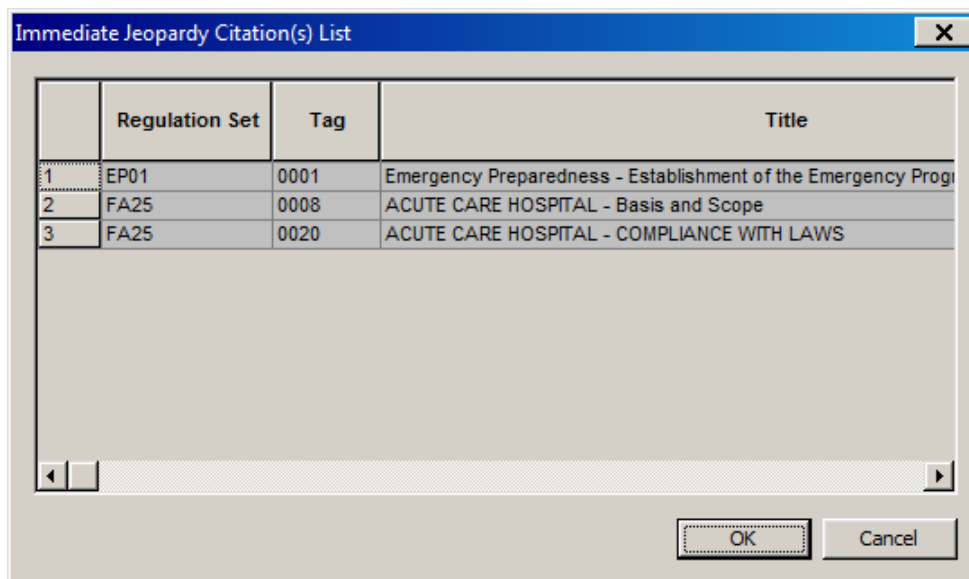 Immediate Jeopardy Citation(s) List
Regulation Set Tag Title
1 EP01 0001 Emergency Preparedness - Establishment of the Emergency Progr
2 FA25 0008 ACUTE CARE HOSPITAL - Basis and Scope
3 FA25 0020 ACUTE CARE HOSPITAL - COMPLIANCE WITH LAWS
OK Cancel